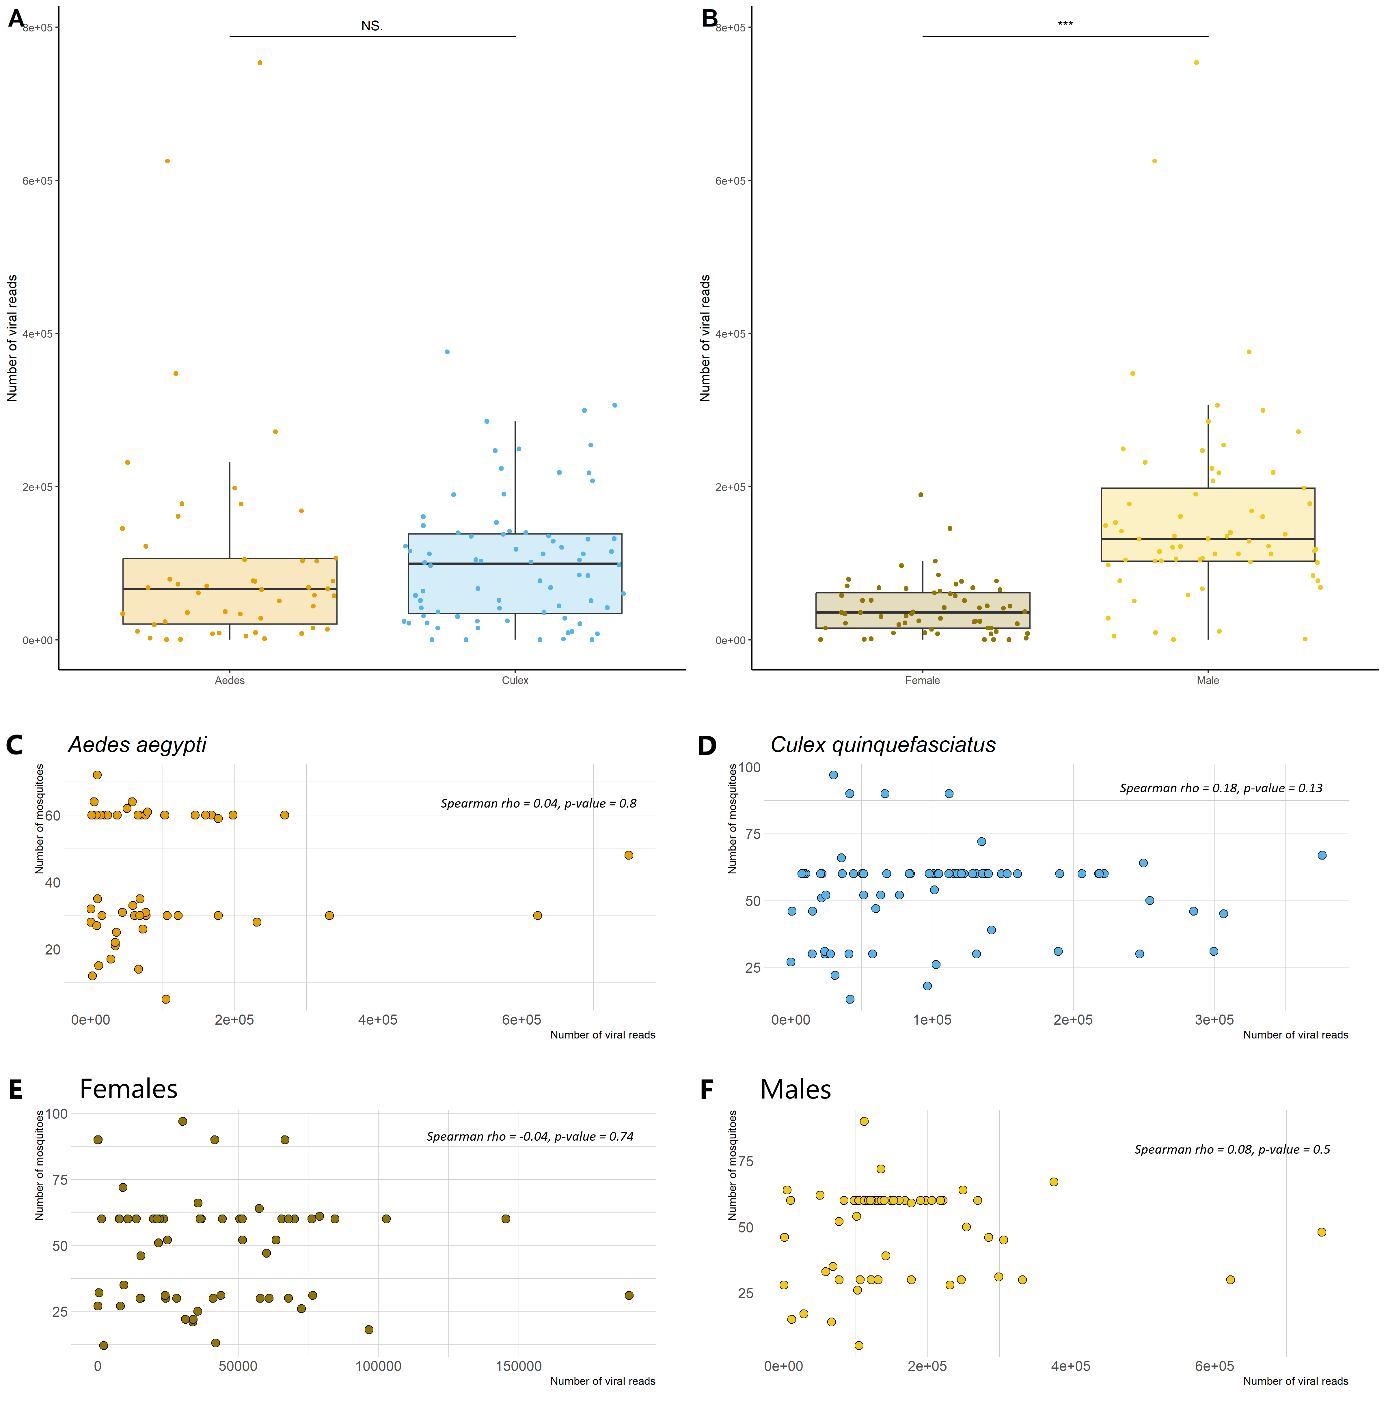 A
8e+05
NS.
6e+05
4e+05
2e+05
0e+00
Number of viral reads
Aedes
Culex
B
8e+05
***
6e+05
4e+05
2e+05
0e+00
Number of viral reads
Female
Male
C
Aedes aegypti
Number of mosquitoes
Spearman rho = 0.04, p-value = 0.8
60
40
20
0e+00
2e+05
4e+05
6e+05
Number of viral reads
D
Culex quinquefasciatus
Number of mosquitoes
Spearman rho = 0.18, p-value = 0.13
100
75
50
25
0e+00
1e+05
2e+05
3e+05
Number of viral reads
E
Females
Number of mosquitoes
Spearman rho = -0.04, p-value = 0.74
100
75
50
25
0
50000
100000
150000
Number of viral reads
F
Males
Number of mosquitoes
Spearman rho = 0.08, p-value = 0.5
75
50
25
0e+00
2e+05
4e+05
6e+05
Number of viral reads